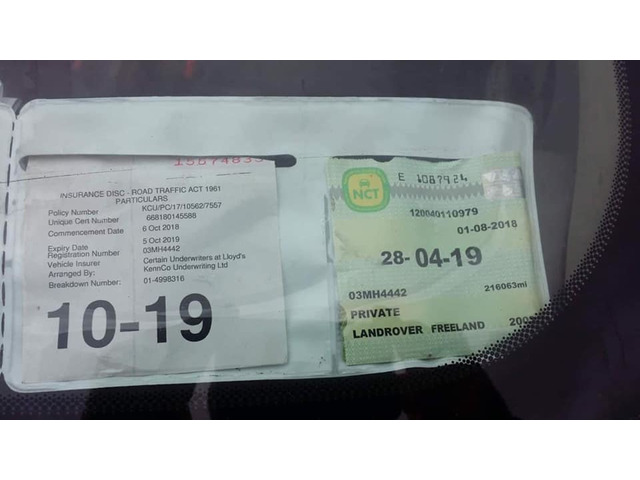 INSURANCE DISC - ROAD TRAFFIC ACT 1961
PARTICULARS
Policy Number KCU/PC/17/10562/7557
Unique Cert Number 668180145588
Commencement Date 6 Oct 2018
Expiry Date 5 Oct 2019
Registration Number 03MH4442
Vehicle Insurer Certain Underwriters at Lloyd's
Arranged By: KennCo Underwriting Ltd
Breakdown Number: 01-4998316
10-19
NCT
E 1087924
120040110979
01-08-2018
28-04-19
03MH4442 216063mi
PRIVATE
LANDROVER FREELAND